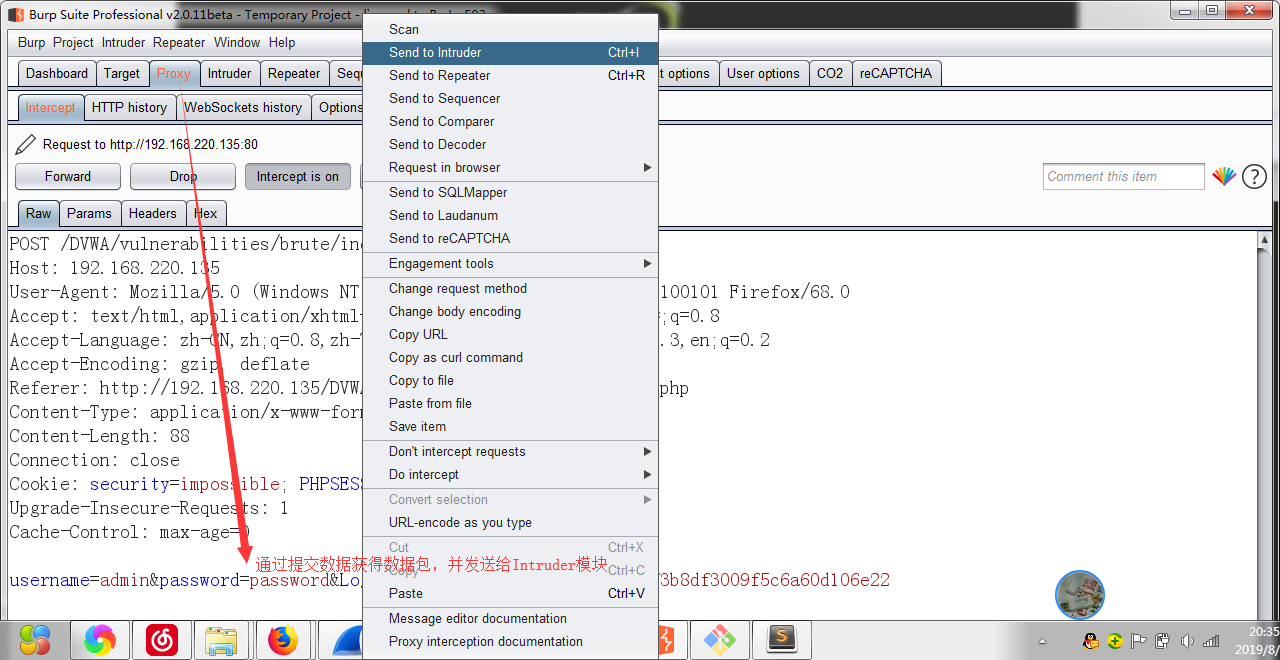 Burp Suite Professional v2.0.11beta - Temporary Project -
Burp Project Intruder Repeater Window Help
Dashboard Target Proxy Intruder Repeater options User options CO2 reCAPTCHA
Intercept HTTP history WebSockets history Options
Request to http://192.168.220.135:80
Forward Drop Intercept is on Comment this item ?
Raw Params Headers Hex
POST /DVWA/vulnerabilities/brute/in
Host: 192.168.220.135
User-Agent: Mozilla/5.0 (Windows NT 100101 Firefox/68.0
Accept: text/html,application/xhtml ;q=0.8
Accept-Language: zh-CN,zh;q=0.8,zh- .3,en;q=0.2
Accept-Encoding: gzip, deflate
Referer: http://192.168.220.135/DVWA php
Content-Type: application/x-www-for
Content-Length: 88
Connection: close
Cookie: security=impossible; PHPSES
Upgrade-Insecure-Requests: 1
Cache-Control: max-age=0
username=admin&password=password&Lo 3b8df3009f5c6a60d106e22
Scan
Send to Intruder Ctrl+I
Send to Repeater Ctrl+R
Send to Sequencer
Send to Comparer
Send to Decoder
Request in browser
Send to SQLMapper
Send to Laudanum
Send to reCAPTCHA
Engagement tools
Change request method
Change body encoding
Copy URL
Copy as curl command
Copy to file
Paste from file
Save item
Don't intercept requests
Do intercept
Convert selection
URL-encode as you type
Cut Ctrl+X
通过提交数据获得数据包，并发送给Intruder模块
Copy Ctrl+C
Paste Ctrl+V
Message editor documentation
Proxy interception documentation
20:35
2019/8/